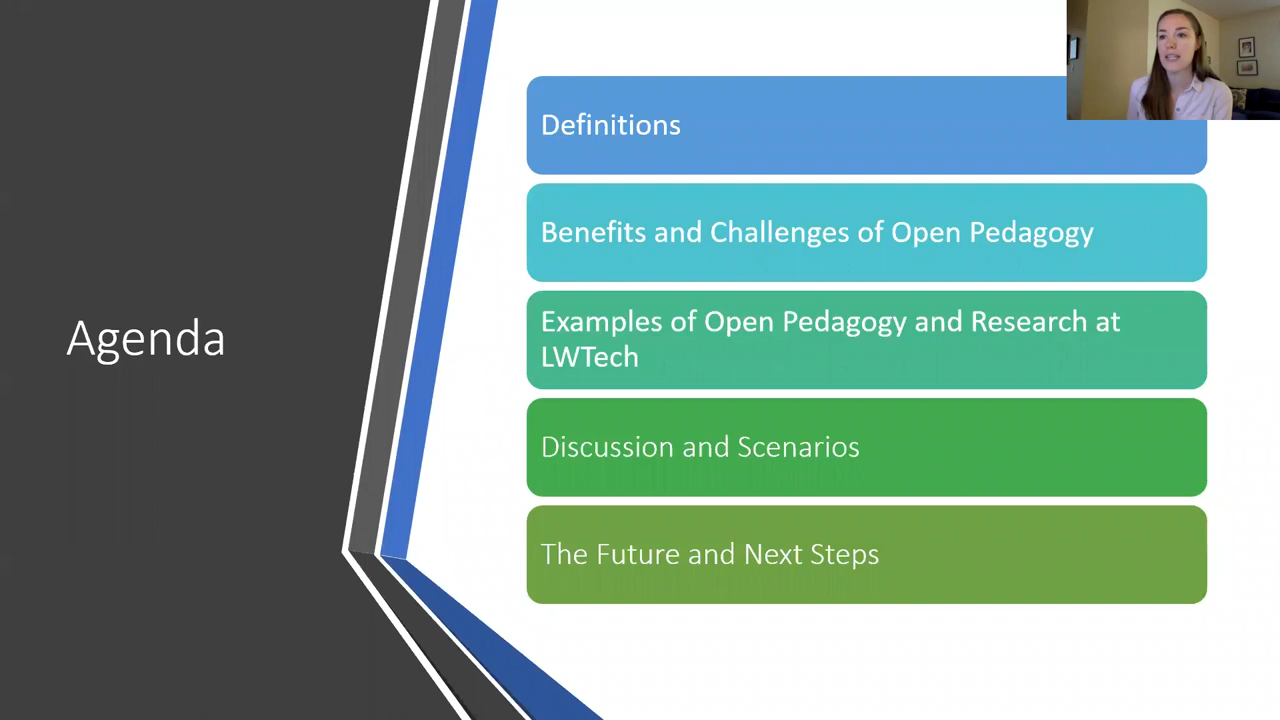 Agenda
Definitions
Benefits and Challenges of Open Pedagogy
Examples of Open Pedagogy and Research at
LWTech
Discussion and Scenarios
The Future and Next Steps